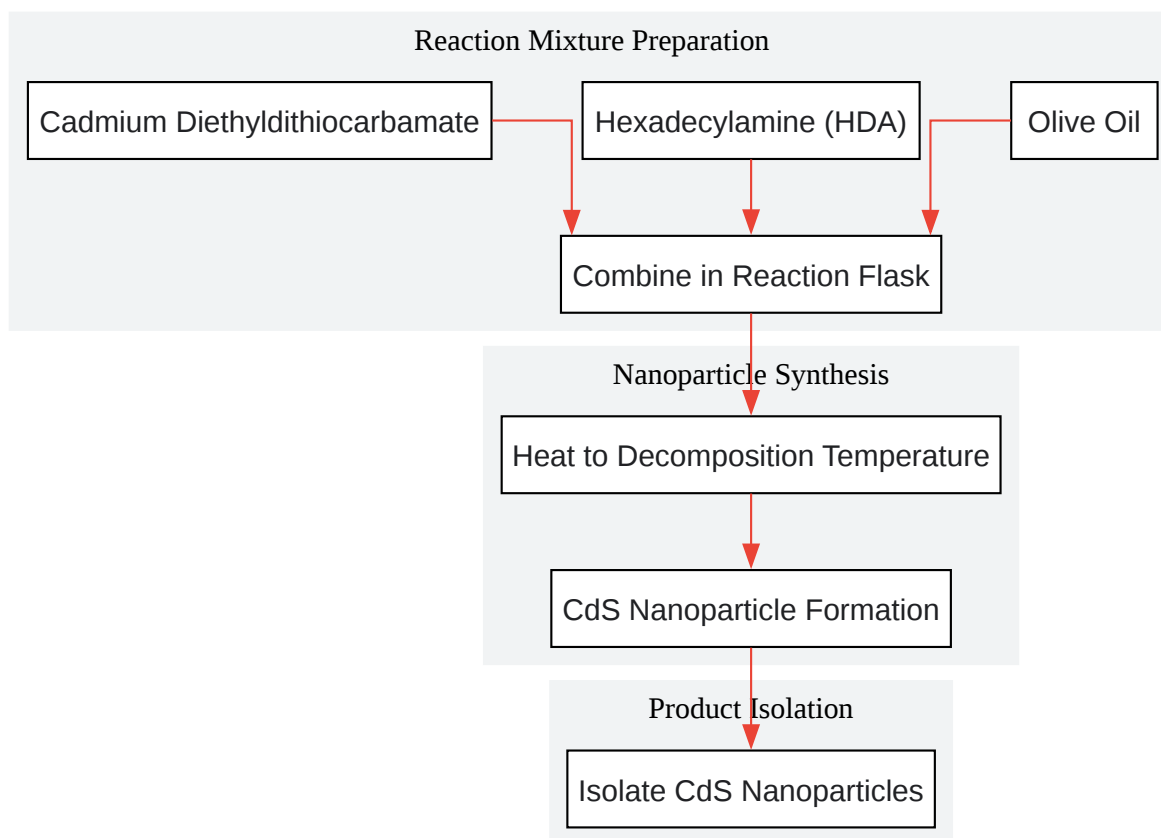 Reaction Mixture Preparation
Cadmium Diethyldithiocarbamate
Hexadecylamine (HDA)
Olive Oil
Combine in Reaction Flask
Nanoparticle Synthesis
Heat to Decomposition Temperature
CdS Nanoparticle Formation
Product Isolation
Isolate CdS Nanoparticles